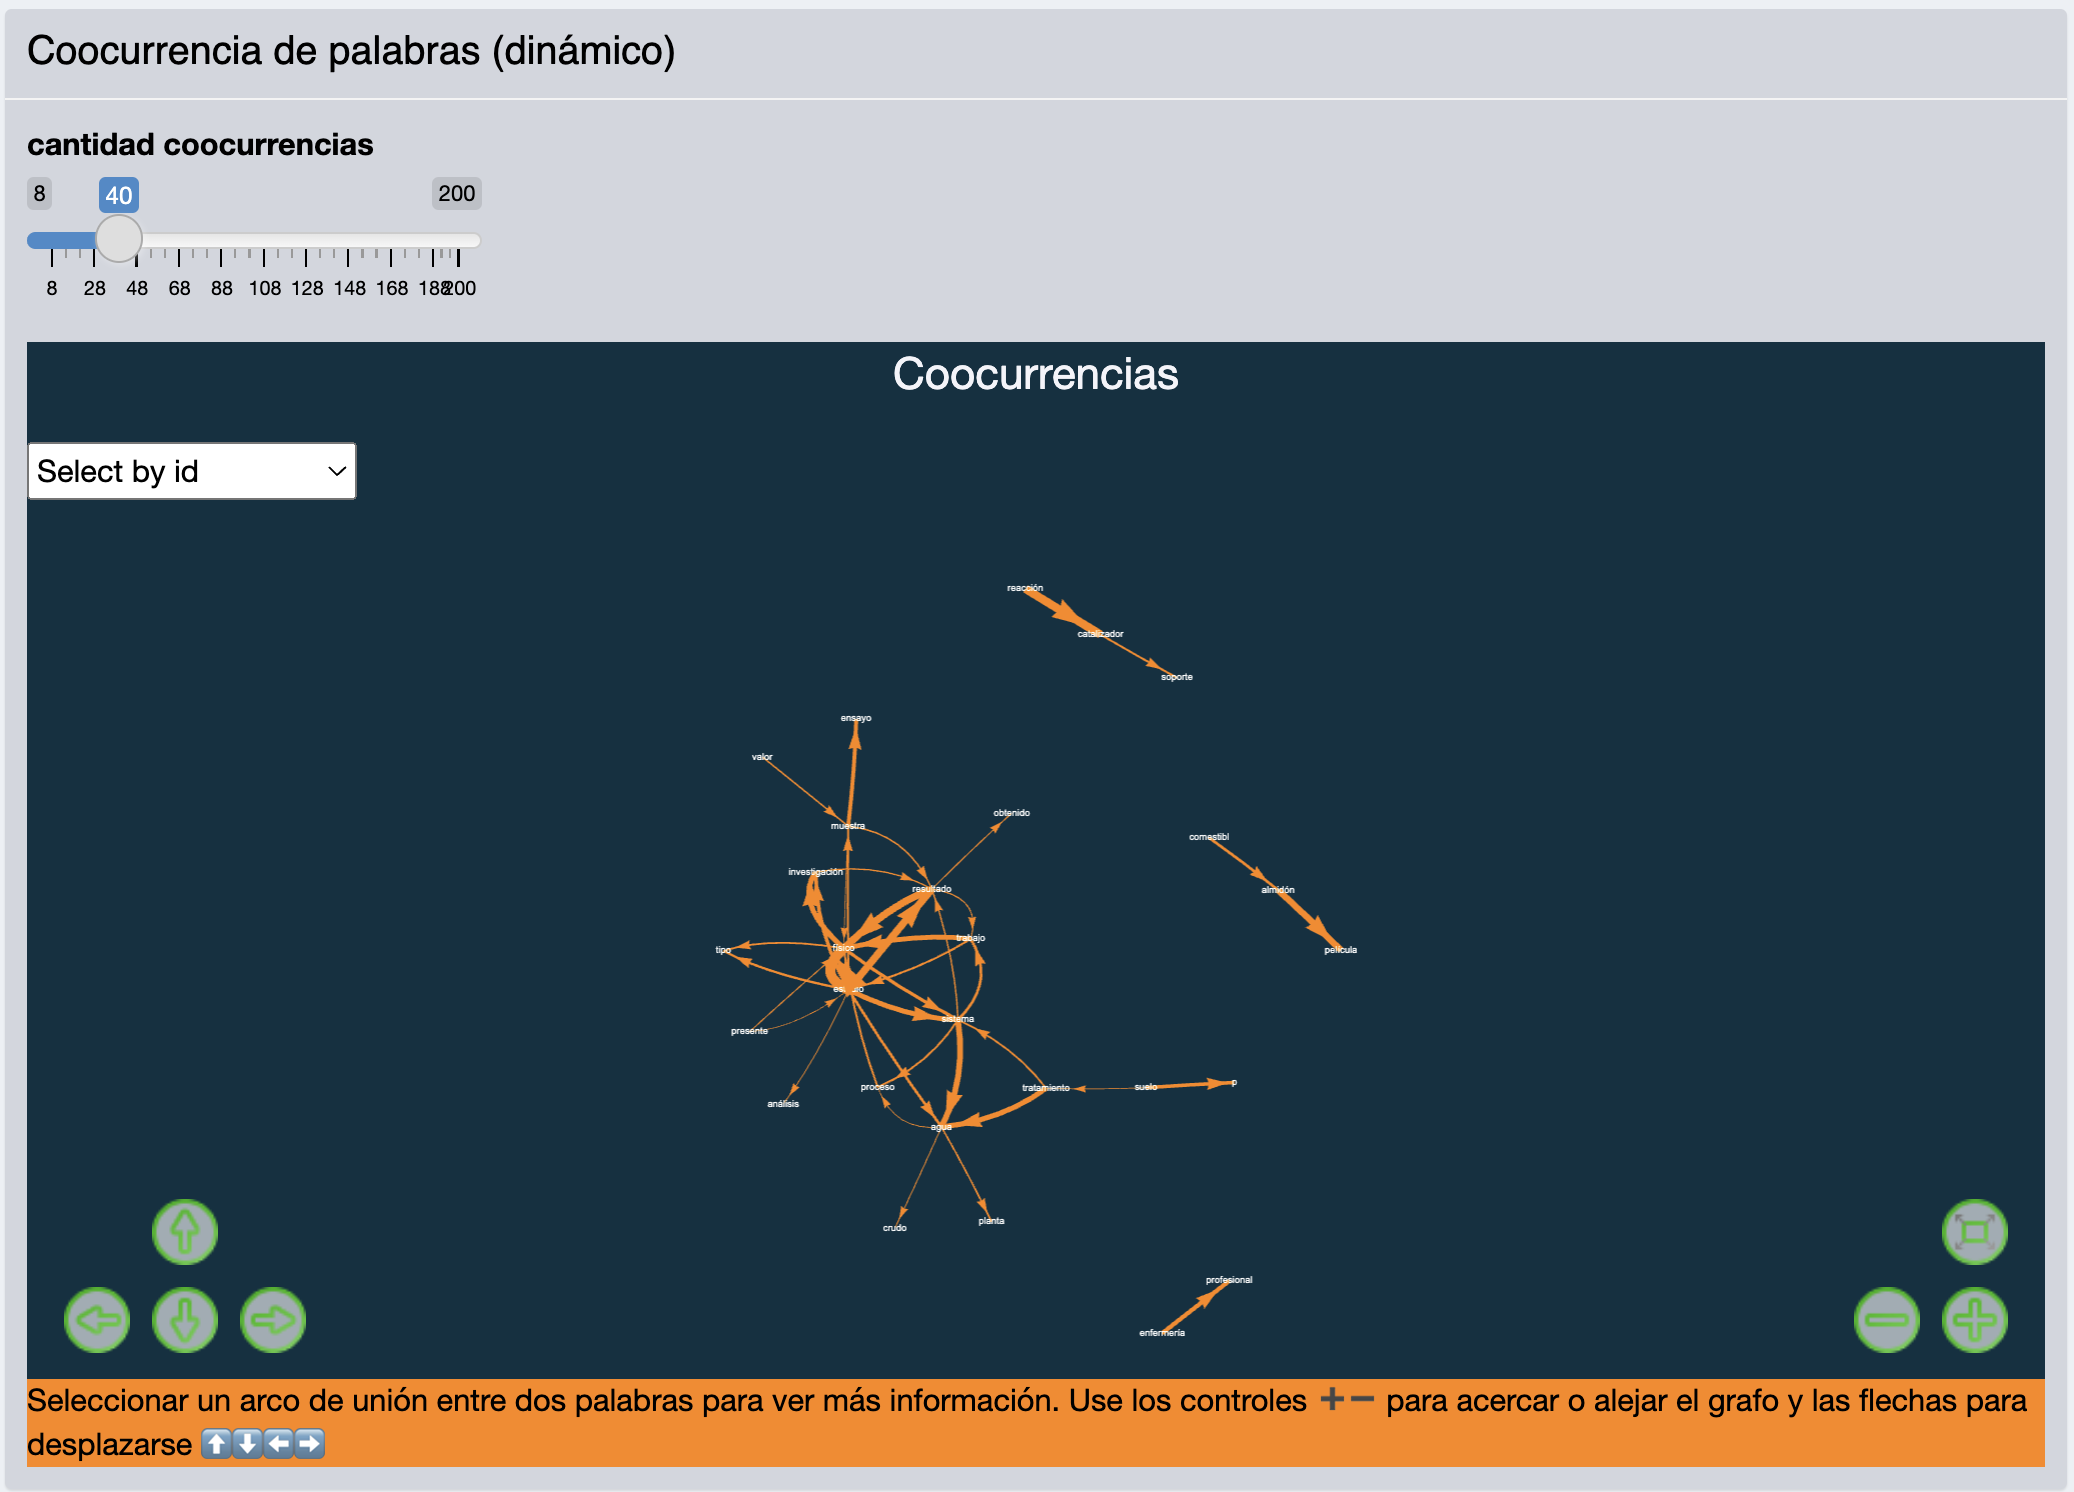 Coocurrencia de palabras (dinámico)
cantidad coocurrencias
8 40 200
8 28 48 68 88 108 128 148 168 188 200
Coocurrencias
Select by id
reacción
catalizador
soporte
ensayo
valor
obtenido
muestra
comestibl
investigación
resultado
almidón
trabajo
físico
tipo
película
sistema
presente
p
proceso
tratamiento
suelo
análisis
agua
planta
crudo
profesional
enfermería
Seleccionar un arco de unión entre dos palabras para ver más información. Use los controles ➕➖ para acercar o alejar el grafo y las flechas para
desplazarse ⬆️⬇️⬅️➡️